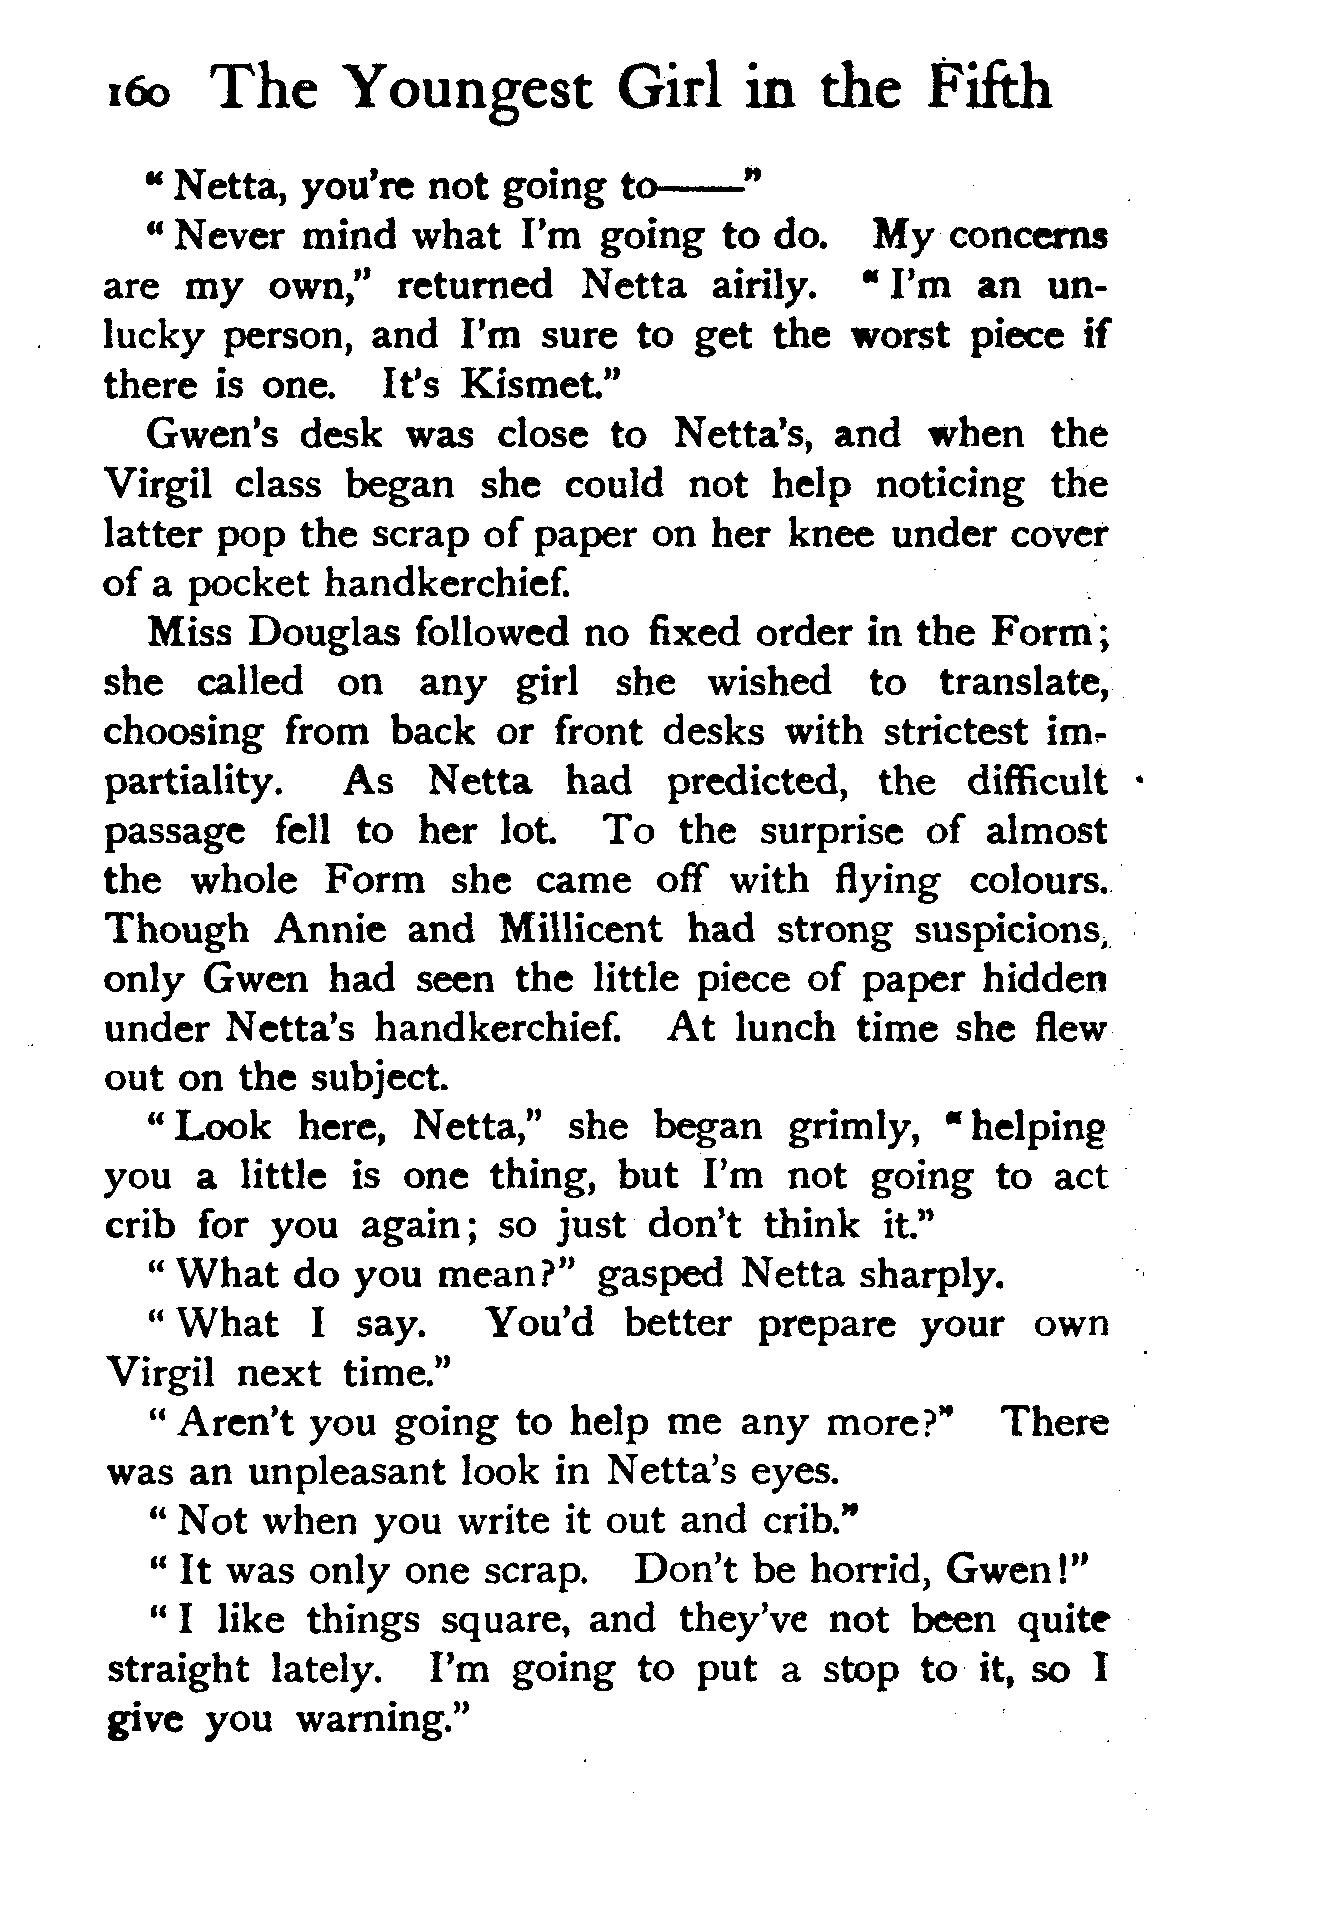 160 The Youngest Girl in the Fifth
“Netta, you're not going to——”
“Never mind what I'm going to do. My concerns
are my own,” returned Netta airily. “I'm an un-
lucky person, and I'm sure to get the worst piece if
there is one. It's Kismet.”
Gwen's desk was close to Netta's, and when the
Virgil class began she could not help noticing the
latter pop the scrap of paper on her knee under cover
of a pocket handkerchief.
Miss Douglas followed no fixed order in the Form;
she called on any girl she wished to translate,
choosing from back or front desks with strictest im-
partiality. As Netta had predicted, the difficult
passage fell to her lot. To the surprise of almost
the whole Form she came off with flying colours.
Though Annie and Millicent had strong suspicions,
only Gwen had seen the little piece of paper hidden
under Netta's handkerchief. At lunch time she flew
out on the subject.
“Look here, Netta,” she began grimly, “helping
you a little is one thing, but I'm not going to act
crib for you again; so just don't think it.”
“What do you mean?” gasped Netta sharply.
“What I say. You'd better prepare your own
Virgil next time.”
“Aren't you going to help me any more?” There
was an unpleasant look in Netta's eyes.
“Not when you write it out and crib.”
“It was only one scrap. Don't be horrid, Gwen!”
“I like things square, and they've not been quite
straight lately. I'm going to put a stop to it, so I
give you warning.”